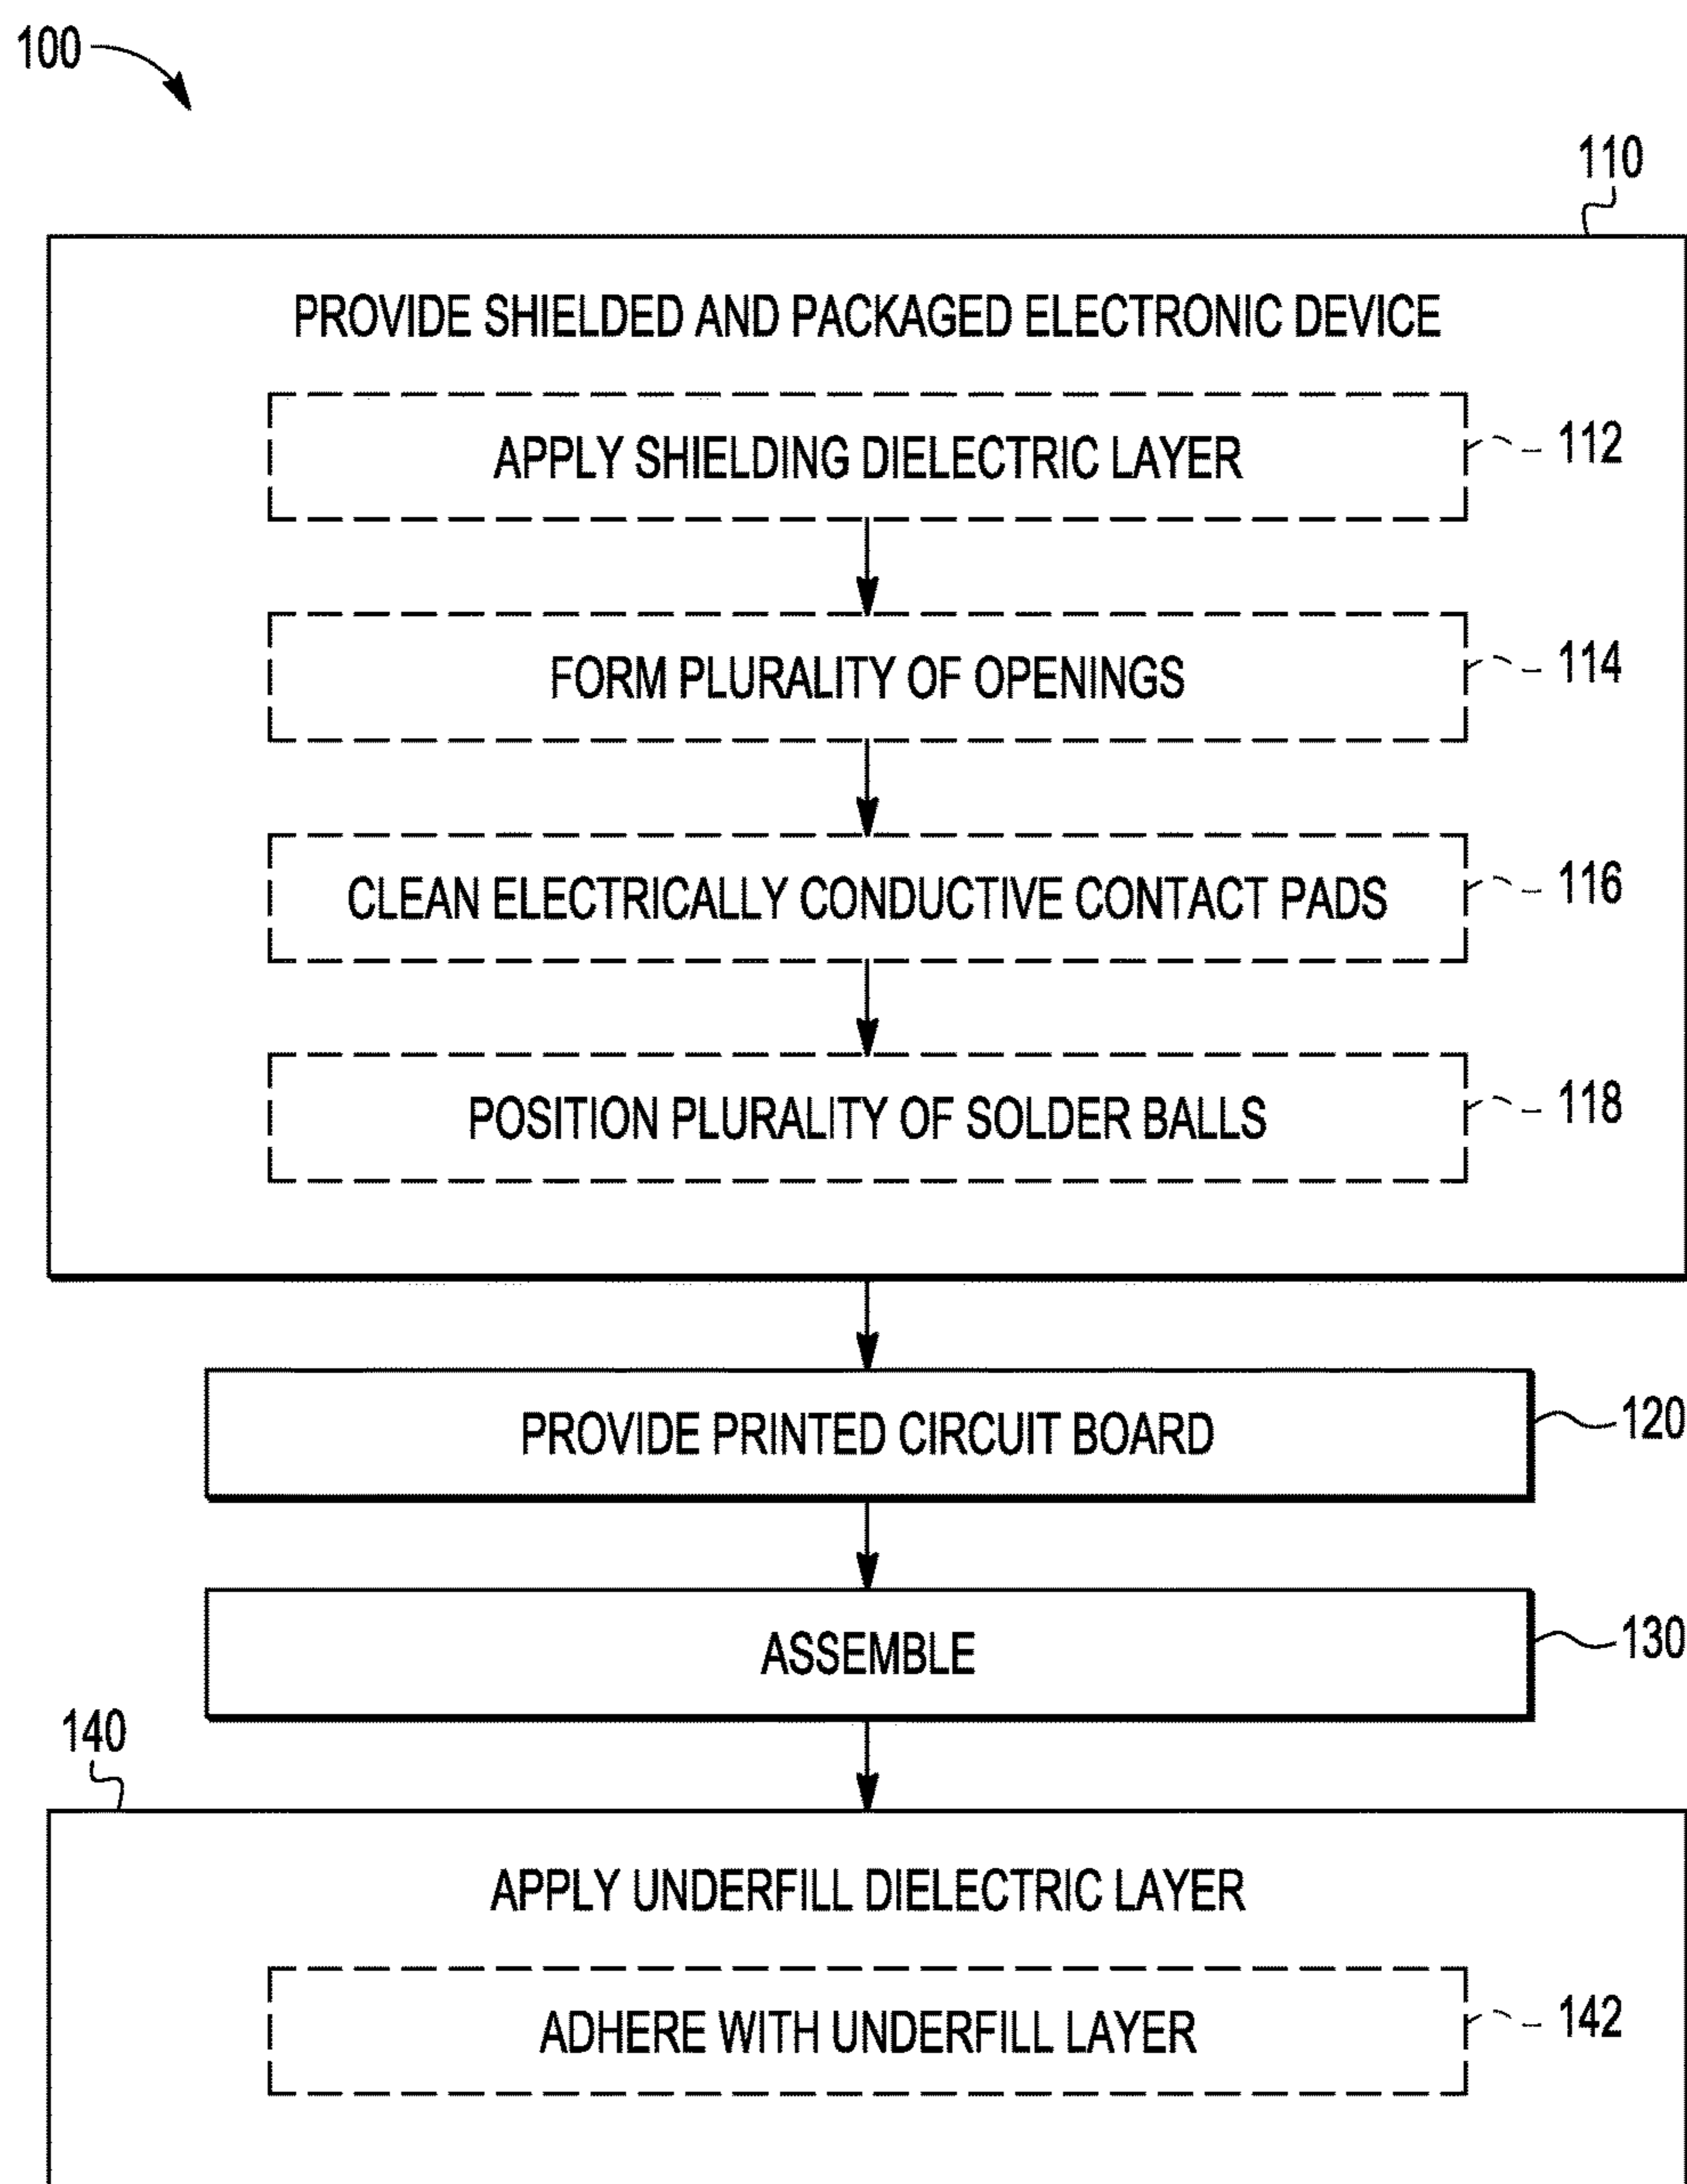 100
110
PROVIDE SHIELDED AND PACKAGED ELECTRONIC DEVICE
APPLY SHIELDING DIELECTRIC LAYER
112
FORM PLURALITY OF OPENINGS
114
CLEAN ELECTRICALLY CONDUCTIVE CONTACT PADS
116
POSITION PLURALITY OF SOLDER BALLS
118
PROVIDE PRINTED CIRCUIT BOARD
120
ASSEMBLE
130
140
APPLY UNDERFILL DIELECTRIC LAYER
ADHERE WITH UNDERFILL LAYER
142